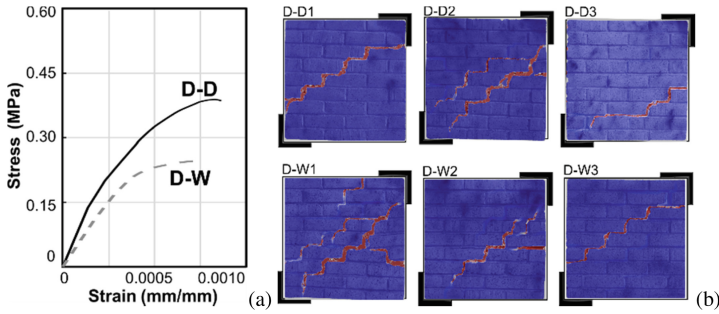 0.60
0.45
0.30
0.15
0
Stress (MPa)
D-D
D-W
0
0.0005
0.0010
Strain (mm/mm)
(a)
D-D1
D-D2
D-D3
D-W1
D-W2
D-W3
(b)